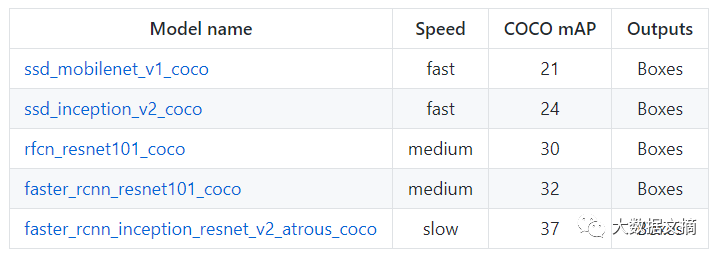 Model name Speed COCO mAP Outputs
ssd_mobilenet_v1_coco fast 21 Boxes
ssd_inception_v2_coco fast 24 Boxes
rfcn_resnet101_coco medium 30 Boxes
faster_rcnn_resnet101_coco medium 32 Boxes
faster_rcnn_inception_resnet_v2_atrous_coco slow 37 Boxes
大数据文摘